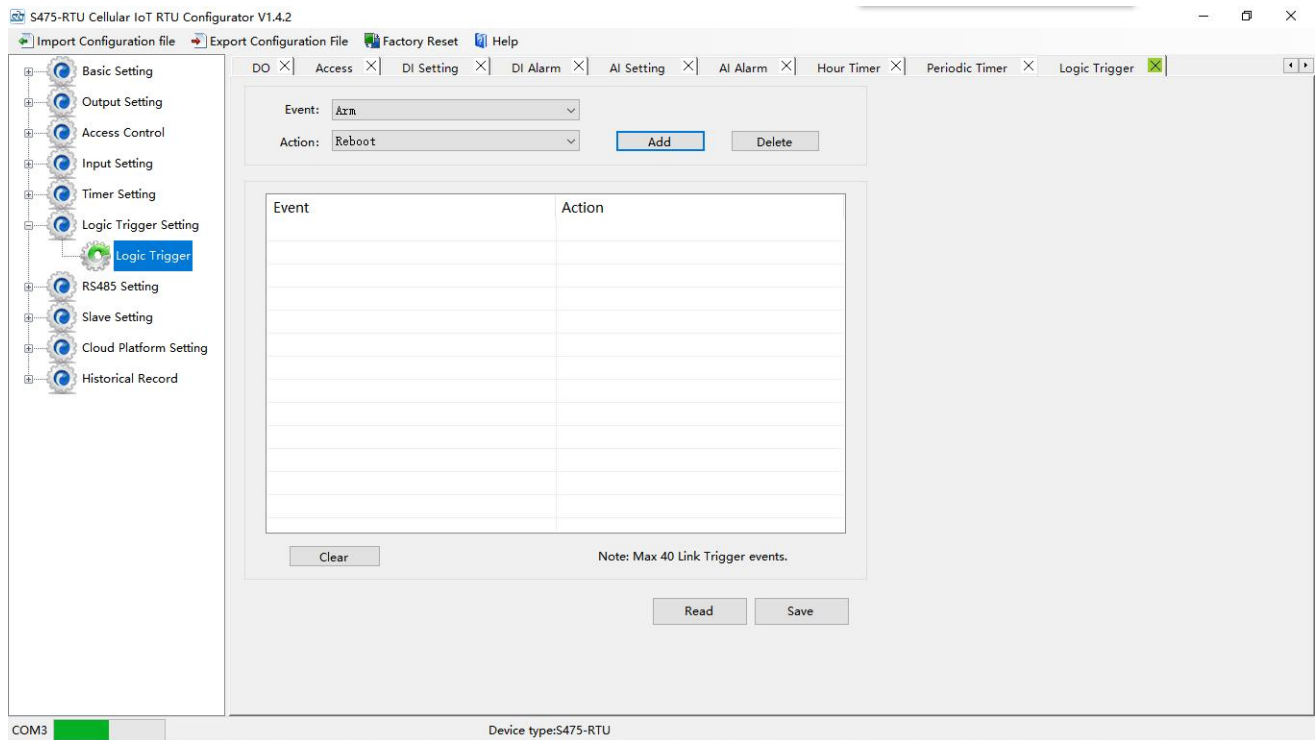 S475-RTU Cellular IoT RTU Configurator V1.4.2
Import Configuration file Export Configuration File Factory Reset Help
DO Access DI Setting DI Alarm AI Setting AI Alarm Hour Timer Periodic Timer Logic Trigger
Basic Setting
Output Setting
Access Control
Input Setting
Timer Setting
Logic Trigger Setting
Logic Trigger
RS485 Setting
Slave Setting
Cloud Platform Setting
Historical Record
Event: Arm
Action: Reboot Add Delete
Event Action
Clear Note: Max 40 Link Trigger events.
Read Save
COM3 Device type:S475-RTU